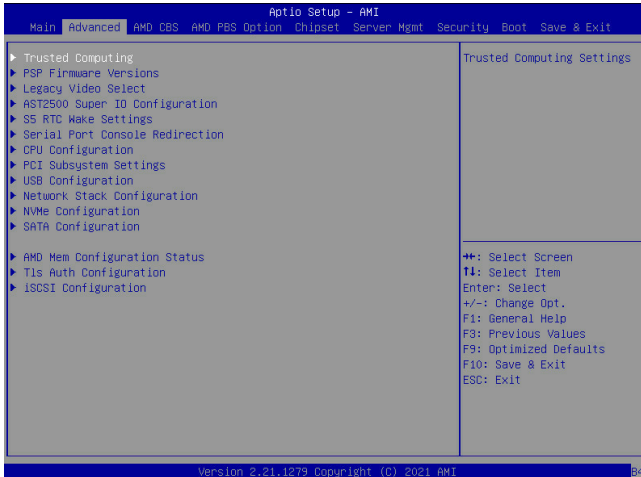 Aptio Setup - AMI
Main Advanced AMD CBS AMD PBS Option Chipset Server Mgmt Security Boot Save & Exit
Trusted Computing
PSP Firmware Versions
Legacy Video Select
AST2500 Super IO Configuration
S5 RTC Wake Settings
Serial Port Console Redirection
CPU Configuration
PCI Subsystem Settings
USB Configuration
Network Stack Configuration
NVMe Configuration
SATA Configuration
AMD Mem Configuration Status
Tls Auth Configuration
iSCSI Configuration
Trusted Computing Settings
→←: Select Screen
↑↓: Select Item
Enter: Select
+/-: Change Opt.
F1: General Help
F3: Previous Values
F9: Optimized Defaults
F10: Save & Exit
ESC: Exit
Version 2.21.1279 Copyright (C) 2021 AMI